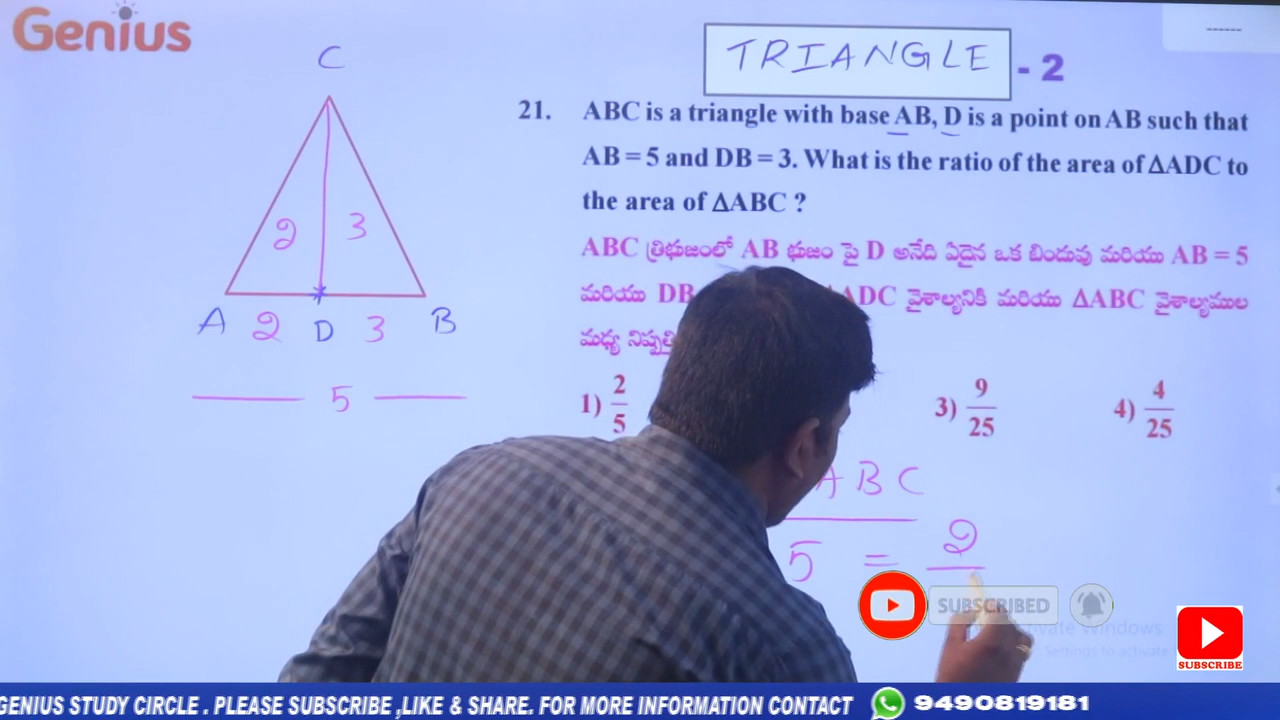 Genius
TRIANGLE - 2
21. ABC is a triangle with base AB, D is a point on AB such that
AB = 5 and DB = 3. What is the ratio of the area of ΔADC to
the area of ΔABC ?
ABC త్రిభుజంలో AB భుజం పై D అనేది ఏదైన ఒక బిందువు మరియు AB = 5
మరియు DB ΔADC వైశాల్యనికి మరియు ΔABC వైశాల్యముల
మధ్య
1) 2/5 3) 9/25 4) 4/25
C
2 3
A 2 D 3 B
5
ABC
5 = 2
SUBSCRIBED
SUBSCRIBE
GENIUS STUDY CIRCLE . PLEASE SUBSCRIBE ,LIKE & SHARE. FOR MORE INFORMATION CONTACT 9490819181